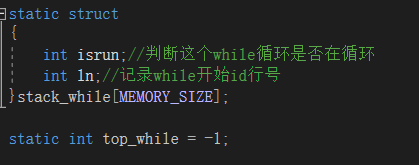 static struct
{
int isrun;//判断这个while循环是否在循环
int ln;//记录while开始id行号
}stack_while[MEMORY_SIZE];
static int top_while = -1;